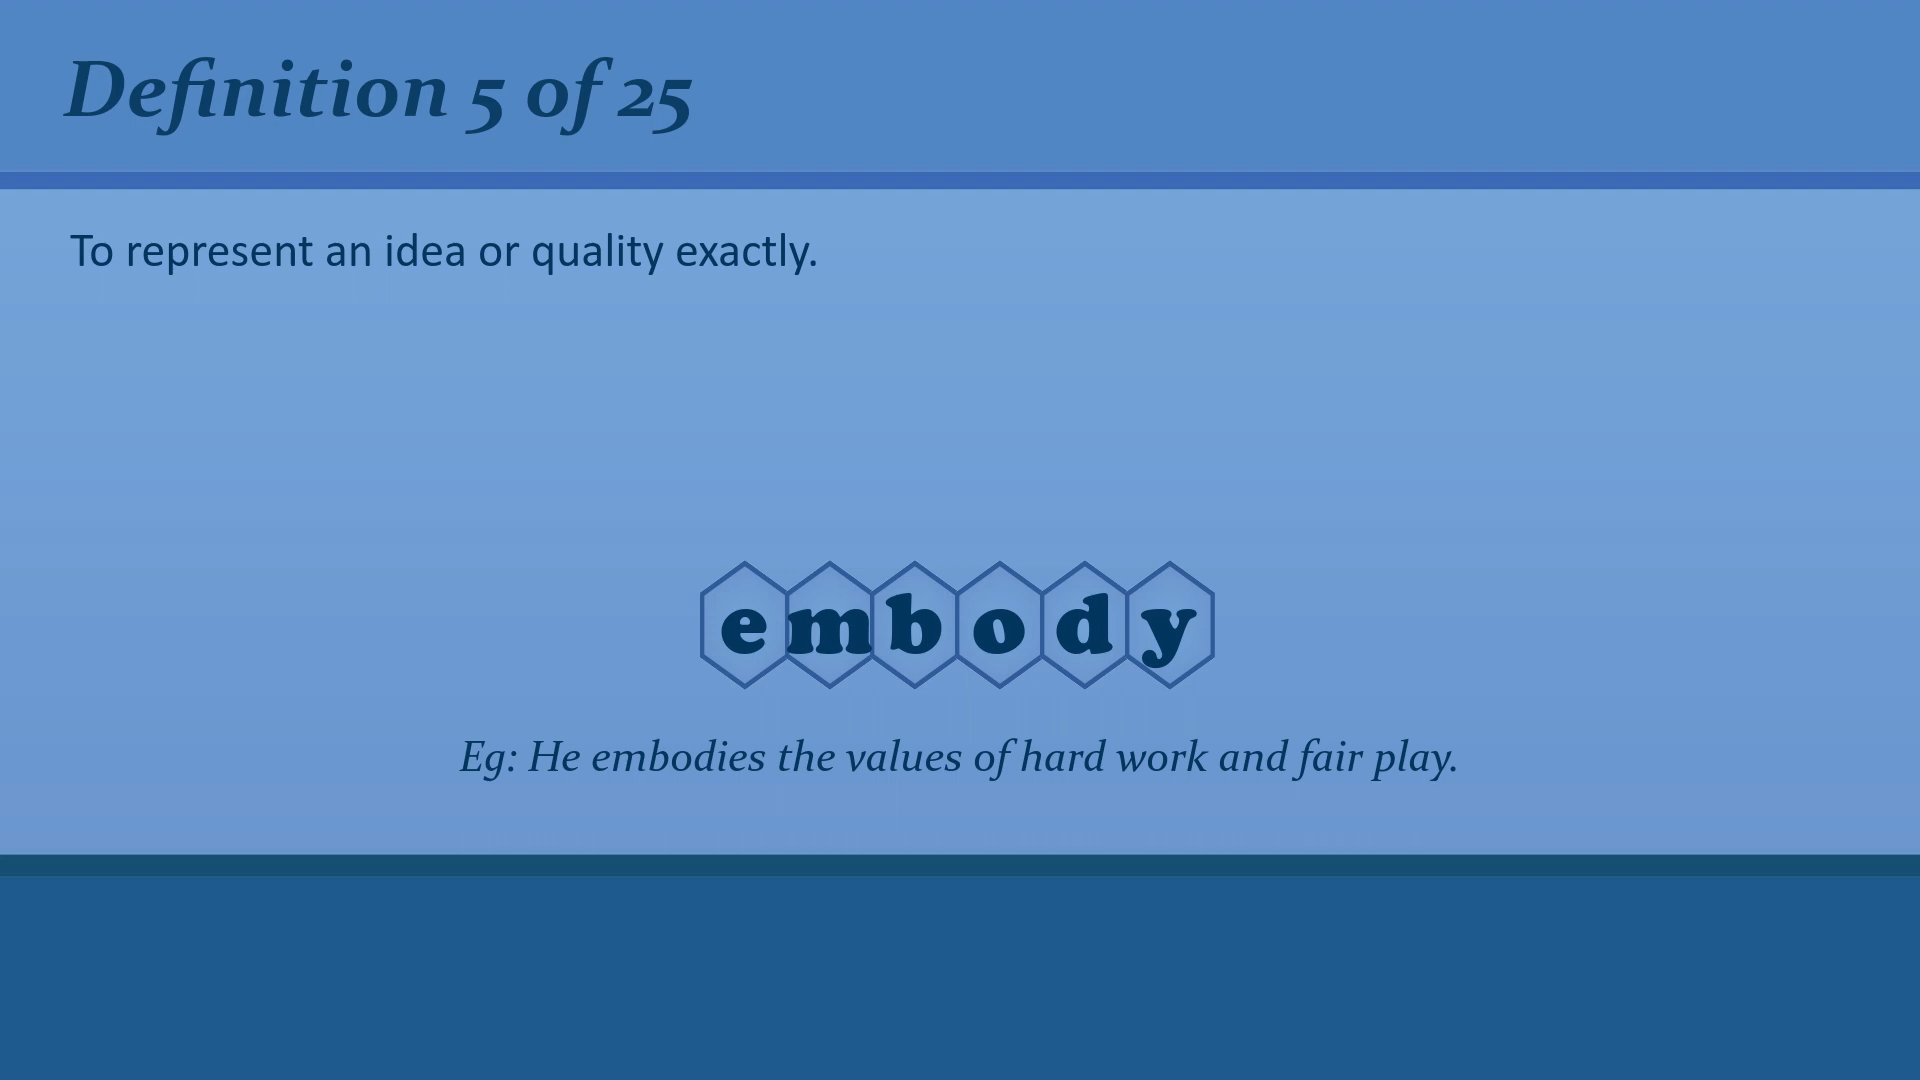 Definition 5 of 25
To represent an idea or quality exactly.
embody
Eg: He embodies the values of hard work and fair play.